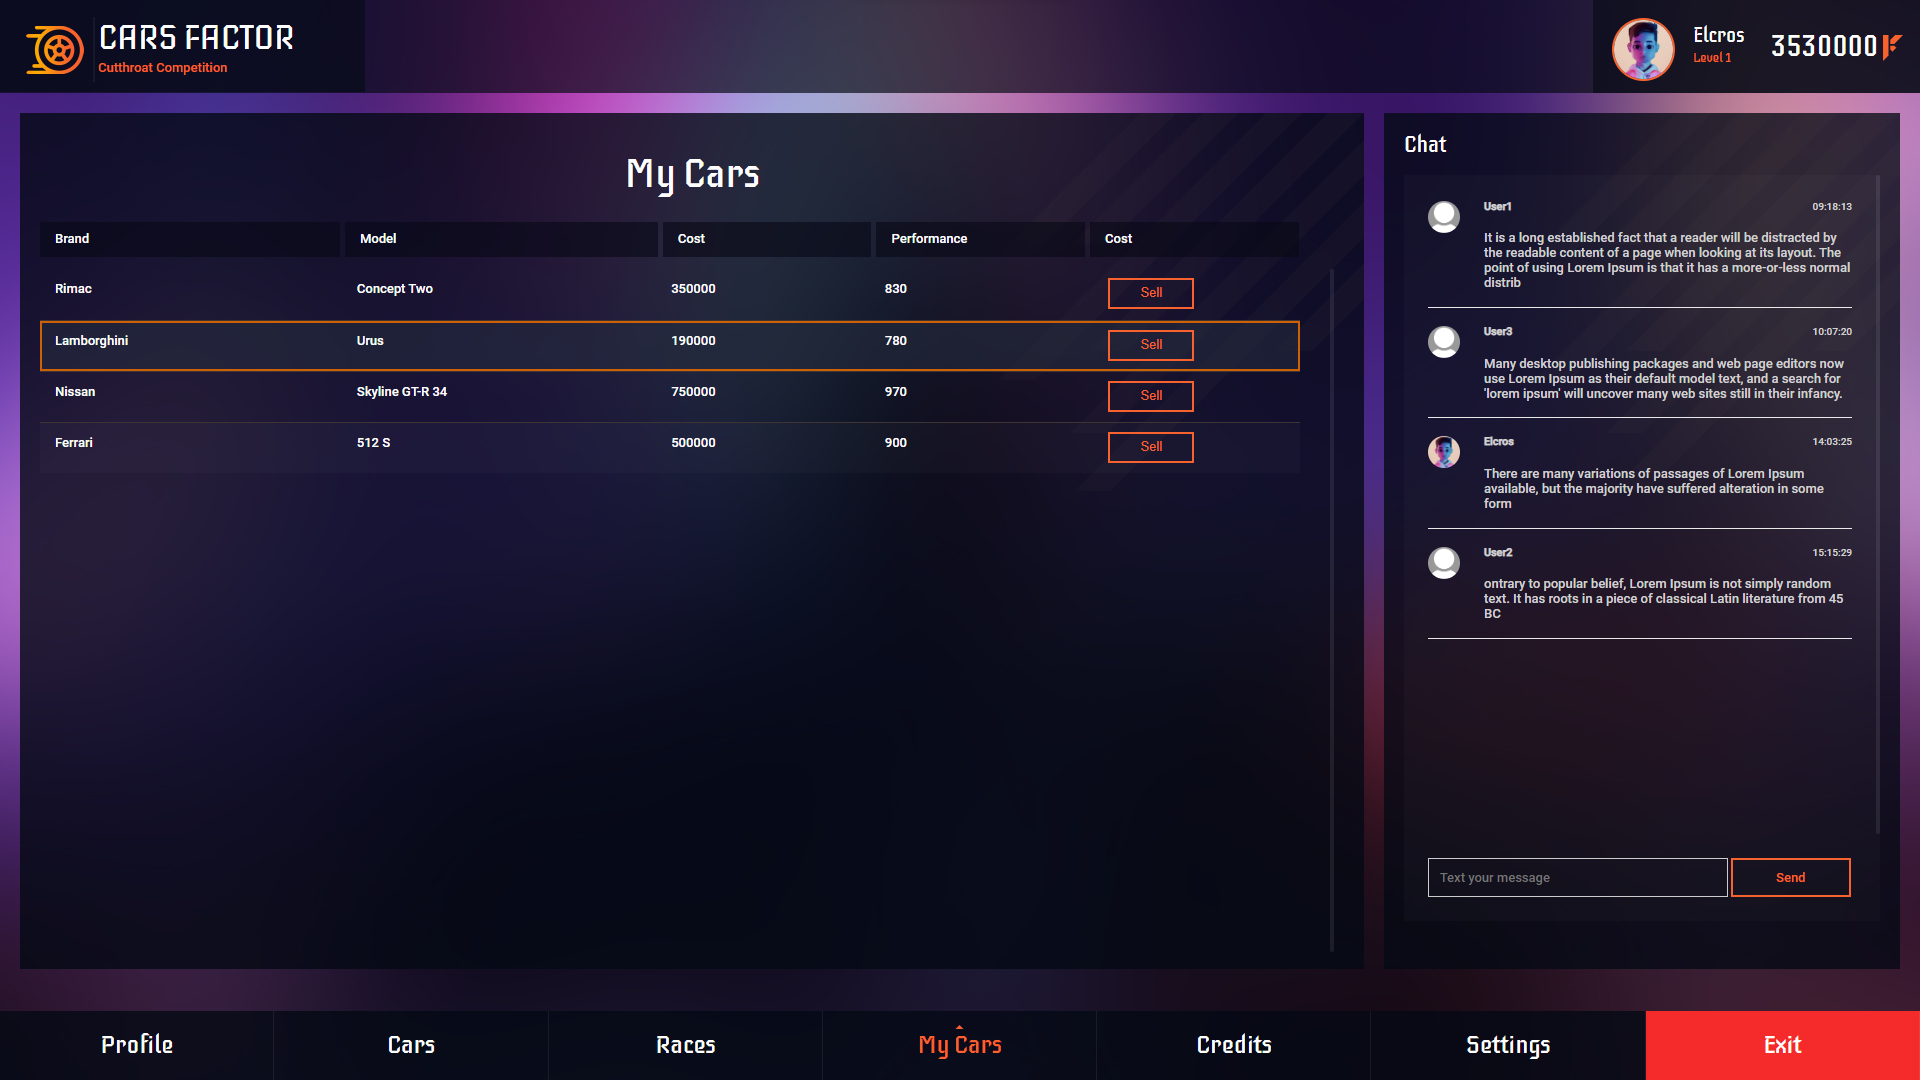 CARS FACTOR
Cutthroat Competition
Elcros
Level 1
3530000
My Cars
Brand Model Cost Performance Cost
Rimac Concept Two 350000 830 Sell
Lamborghini Urus 190000 780 Sell
Nissan Skyline GT-R 34 750000 970 Sell
Ferrari 512 S 500000 900 Sell
Chat
User1 09:18:13
It is a long established fact that a reader will be distracted by
the readable content of a page when looking at its layout. The
point of using Lorem Ipsum is that it has a more-or-less normal
distrib
User3 10:07:20
Many desktop publishing packages and web page editors now
use Lorem Ipsum as their default model text, and a search for
'lorem ipsum' will uncover many web sites still in their infancy.
Elcros 14:03:25
There are many variations of passages of Lorem Ipsum
available, but the majority have suffered alteration in some
form
User2 15:15:29
ontrary to popular belief, Lorem Ipsum is not simply random
text. It has roots in a piece of classical Latin literature from 45
BC
Text your message Send
Profile Cars Races My Cars Credits Settings Exit